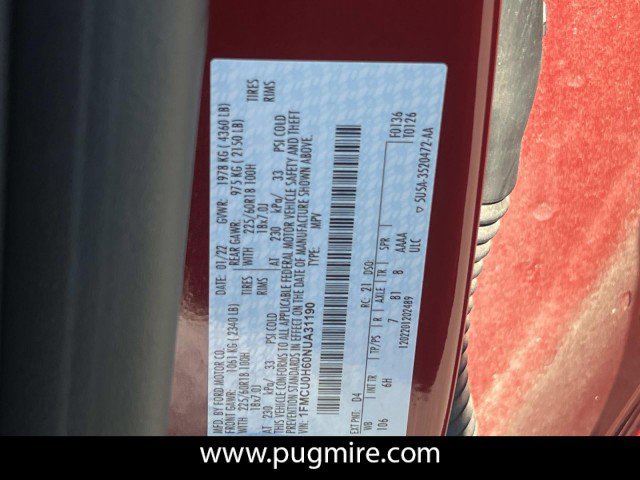 MFD. BY FORD MOTOR CO.
DATE: 01/22 GVWR: 1978 KG ( 4360 LB)
FRONT GAWR: 1061 KG (2340 LB) REAR GAWR: 975 KG ( 2150 LB)
WITH WITH
225/60R18 100H TIRES 225/60R18 100H TIRES
18x7.0J RIMS 18x7.0J RIMS
AT 230 kPa/ 33 PSI COLD AT 230 kPa/ 33 PSI COLD
THIS VEHICLE CONFORMS TO ALL APPLICABLE FEDERAL MOTOR VEHICLE SAFETY AND THEFT
PREVENTION STANDARDS IN EFFECT ON THE DATE OF MANUFACTURE SHOWN ABOVE.
VIN: 1FMCU0H60NUA31190 TYPE: MPV
F0136
F0126
EXT PNT: D4 RC: 21 DSO:
WB INT TR TP/PS R AXLE TR SPR
106 6H 7 B1 8 AAAA
ULC
1202201202489
5U5A-3520472-AA
www.pugmire.com